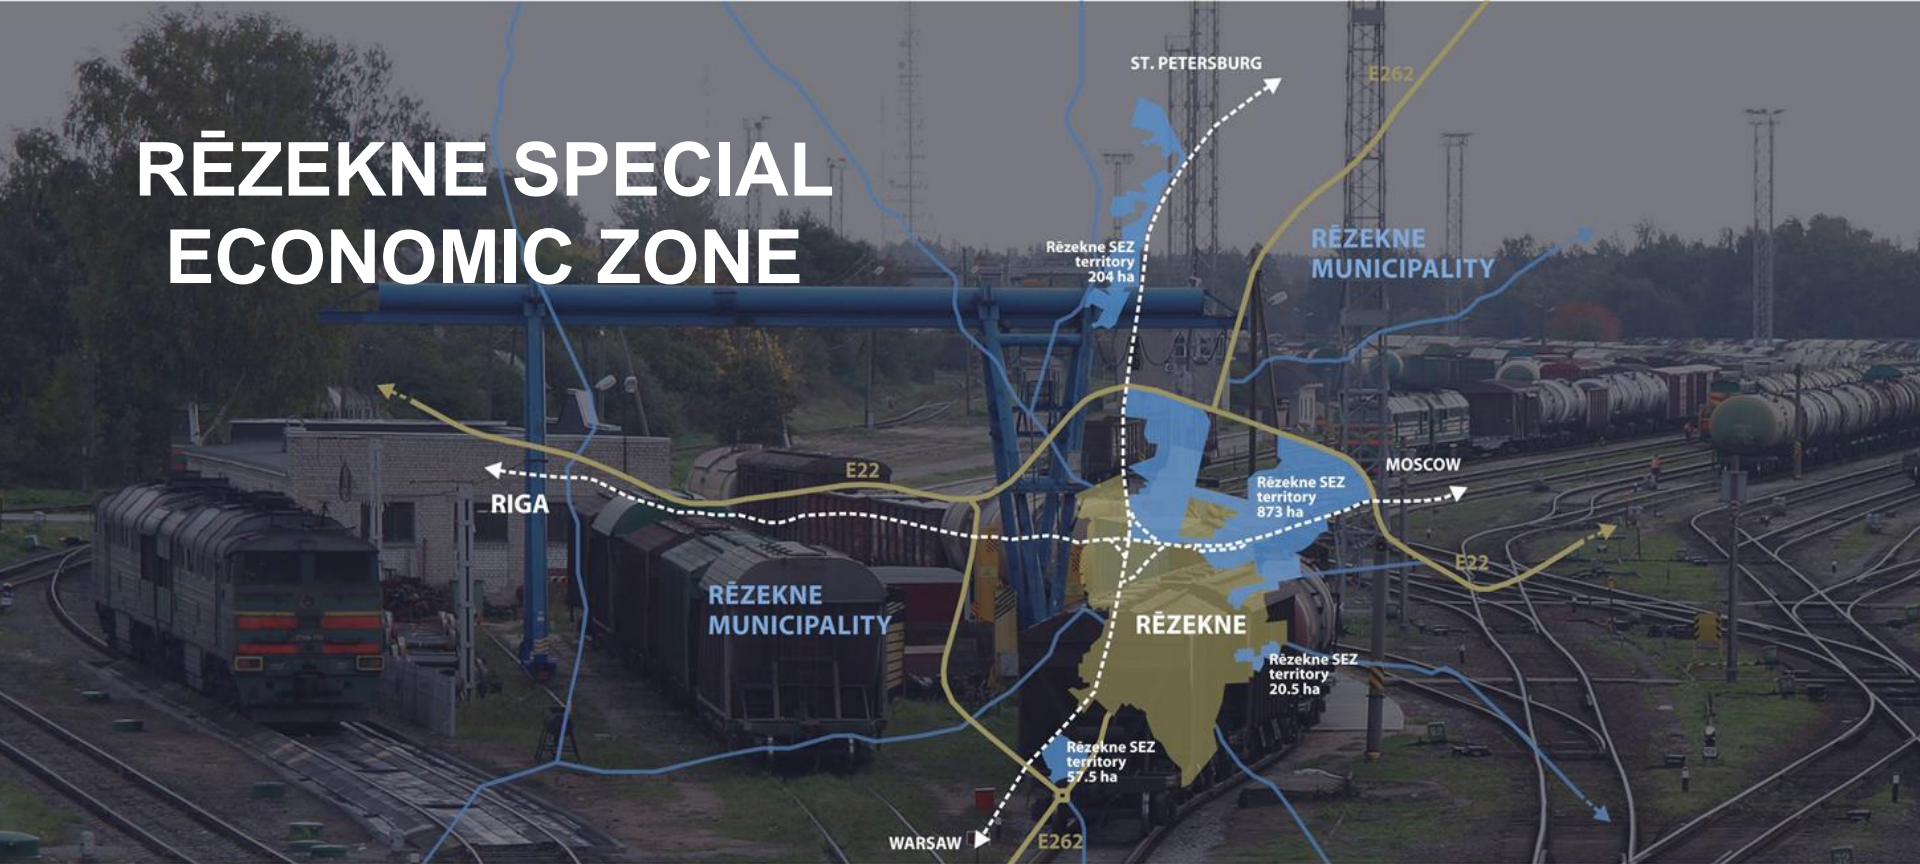 RĒZEKNE SPECIAL
ECONOMIC ZONE
ST. PETERSBURG
E262
Rēzekne SEZ
territory
204 ha
RĒZEKNE
MUNICIPALITY
E22
RIGA
MOSCOW
Rēzekne SEZ
territory
873 ha
E22
RĒZEKNE
MUNICIPALITY
RĒZEKNE
Rēzekne SEZ
territory
20.5 ha
Rēzekne SEZ
territory
57.5 ha
WARSAW
E262